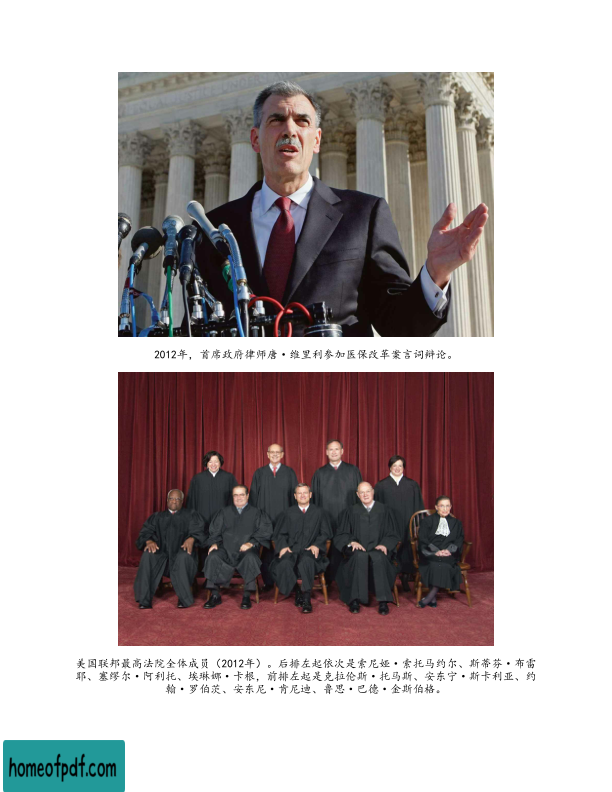 2012年，首席政府律师唐·维里利参加医保改革案言词辩论。
美国联邦最高法院全体成员（2012年）。后排左起依次是索尼娅·索托马约尔、斯蒂芬·布雷
耶、塞缪尔·阿利托、埃琳娜·卡根，前排左起是克拉伦斯·托马斯、安东宁·斯卡利亚、约
翰·罗伯茨、安东尼·肯尼迪、鲁思·巴德·金斯伯格。
homeofpdf.com